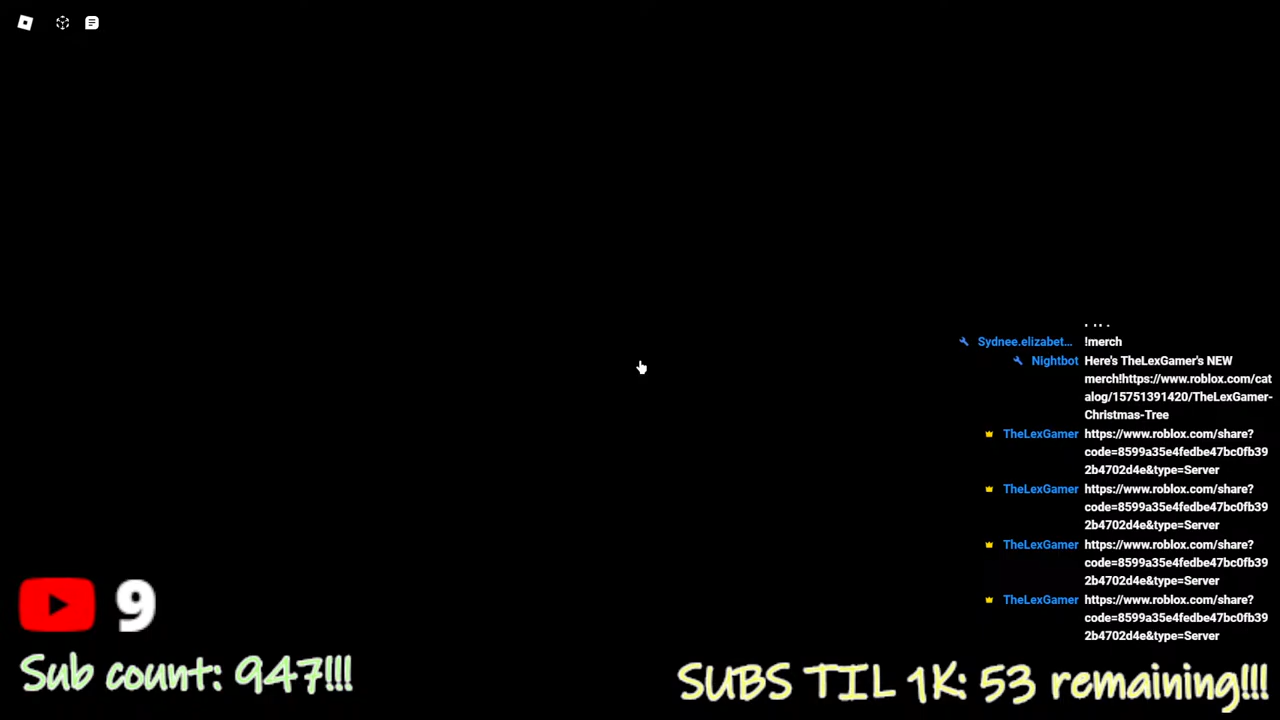 Sydnee.elizabet... !merch
Nightbot Here's TheLexGamer's NEW
merch!https://www.roblox.com/cat
alog/15751391420/TheLexGamer-
Christmas-Tree
TheLexGamer https://www.roblox.com/share?
code=8599a35e4fedbe47bc0fb39
2b4702d4e&type=Server
TheLexGamer https://www.roblox.com/share?
code=8599a35e4fedbe47bc0fb39
2b4702d4e&type=Server
TheLexGamer https://www.roblox.com/share?
code=8599a35e4fedbe47bc0fb39
2b4702d4e&type=Server
TheLexGamer https://www.roblox.com/share?
code=8599a35e4fedbe47bc0fb39
2b4702d4e&type=Server
9
Sub count: 947!!!
SUBS TIL 1K: 53 remaining!!!